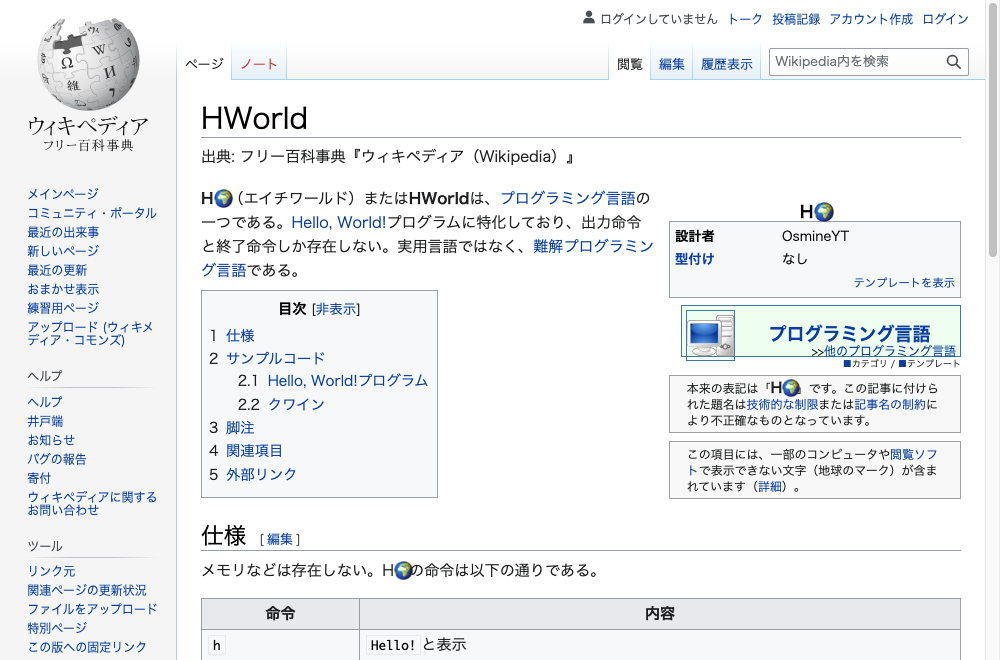 ログインしていません トーク 投稿記録 アカウント作成 ログイン
ページ ノート 閲覧 編集 履歴表示 Wikipedia内を検索
ウィキペディア
フリー百科事典
メインページ
コミュニティ・ポータル
最近の出来事
新しいページ
最近の更新
おまかせ表示
練習用ページ
アップロード (ウィキメ
ディア・コモンズ)
ヘルプ
ヘルプ
井戸端
お知らせ
バグの報告
寄付
ウィキペディアに関する
お問い合わせ
ツール
リンク元
関連ページの更新状況
ファイルをアップロード
特別ページ
この版への固定リンク
HWorld
出典: フリー百科事典『ウィキペディア（Wikipedia）』
H🌏（エイチワールド）またはHWorldは、プログラミング言語の
一つである。Hello, World!プログラムに特化しており、出力命令
と終了命令しか存在しない。実用言語ではなく、難解プログラミン
グ言語である。
H🌏
設計者 OsmineYT
型付け なし
テンプレートを表示
プログラミング言語
>>他のプログラミング言語
■カテゴリ / ■テンプレート
本来の表記は「H🌏」です。この記事に付けら
れた題名は技術的な制限または記事名の制約に
より不正確なものとなっています。
この項目には、一部のコンピュータや閲覧ソフ
トで表示できない文字（地球のマーク）が含ま
れています（詳細）。
目次 [非表示]
1 仕様
2 サンプルコード
2.1 Hello, World!プログラム
2.2 クワイン
3 脚注
4 関連項目
5 外部リンク
仕様 [ 編集 ]
メモリなどは存在しない。H🌏の命令は以下の通りである。
命令 内容
h Hello! と表示